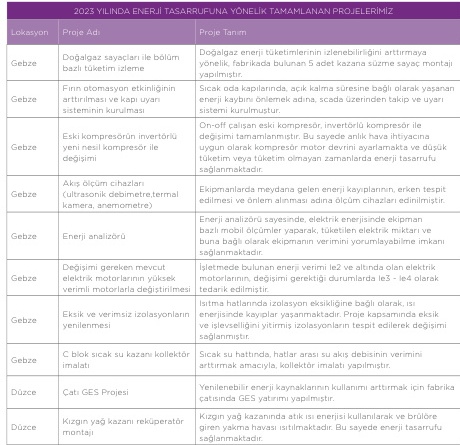 2023 YILINDA ENERJİ TASARRUFUNA YÖNELİK TAMAMLANAN PROJELERİMİZ
Lokasyon Proje Adı Proje Tanım
Gebze
Doğalgaz sayaçları ile bölüm
bazlı tüketim izleme
Doğalgaz enerji tüketimlerinin izlenebilirliğini arttırmaya
yönelik, fabrikada bulunan 5 adet kazana süzme sayaç montajı
yapılmıştır.
Gebze
Fırın otomasyon etkinliğinin
arttırılması ve kapı uyarı
sisteminin kurulması
Sıcak oda kapılarında, açık kalma süresine bağlı olarak yaşanan
enerji kaybını önlemek adına, scada üzerinden takip ve uyarı
sistemi kurulmuştur.
Gebze
Eski kompresörün invertörlü
yeni nesil kompresör ile
değişimi
On-off çalışan eski kompresör, invertörlü kompresör ile
değişimi tamamlanmıştır. Bu sayede anlık hava ihtiyacına
uygun olarak kompresör motor devrini ayarlamakta ve düşük
tüketim veya tüketim olmayan zamanlarda enerji tasarrufu
sağlanmaktadır.
Gebze
Akış ölçüm cihazları
(ultrasonik debimetre,termal
kamera, anemometre)
Ekipmanlarda meydana gelen enerji kayıplarının, erken tespit
edilmesi ve önlem alınması adına ölçüm cihazları edinilmiştir.
Gebze
Enerji analizörü
Enerji analizörü sayesinde; elektrik enerjisinde ekipman
bazlı mobil ölçümler yaparak, tüketilen elektrik miktarı ve
buna bağlı olarak ekipmanın verimini yorumlayabilme imkanı
sağlanmaktadır.
Gebze
Değişimi gereken mevcut
elektrik motorlarının yüksek
verimli motorlarla değiştirilmesi
İşletmede bulunan enerji verimi Ie2 ve altında olan elektrik
motorlarının, değişimi gerektiği durumlarda Ie3 - Ie4 olarak
tedarik edilmiştir.
Gebze
Eksik ve verimsiz izolasyonların
yenilenmesi
Isıtma hatlarında izolasyon eksikliğine bağlı olarak, ısı
enerjisinde kayıplar yaşanmaktadır. Proje kapsamında eksik
ve işlevselliğini yitirmiş izolasyonların tespit edilerek değişimi
sağlanmıştır.
Gebze
C blok sıcak su kazanı kollektör
imalatı
Sıcak su hattında, hatlar arası su akış debisinin verimini
arttırmak amacıyla, kollektör imalatı yapılmıştır.
Düzce
Çatı GES Projesi
Yenilenebilir enerji kaynaklarının kullanımı arttırmak için fabrika
çatısında GES yatırımı yapılmıştır.
Düzce
Kızgın yağ kazanı reküperatör
montajı
Kızgın yağ kazanında atık ısı enerjisi kullanılarak ve brülöre
giren yakma havası ısıtılmaktadır. Bu sayede enerji tasarrufu
sağlanmaktadır.